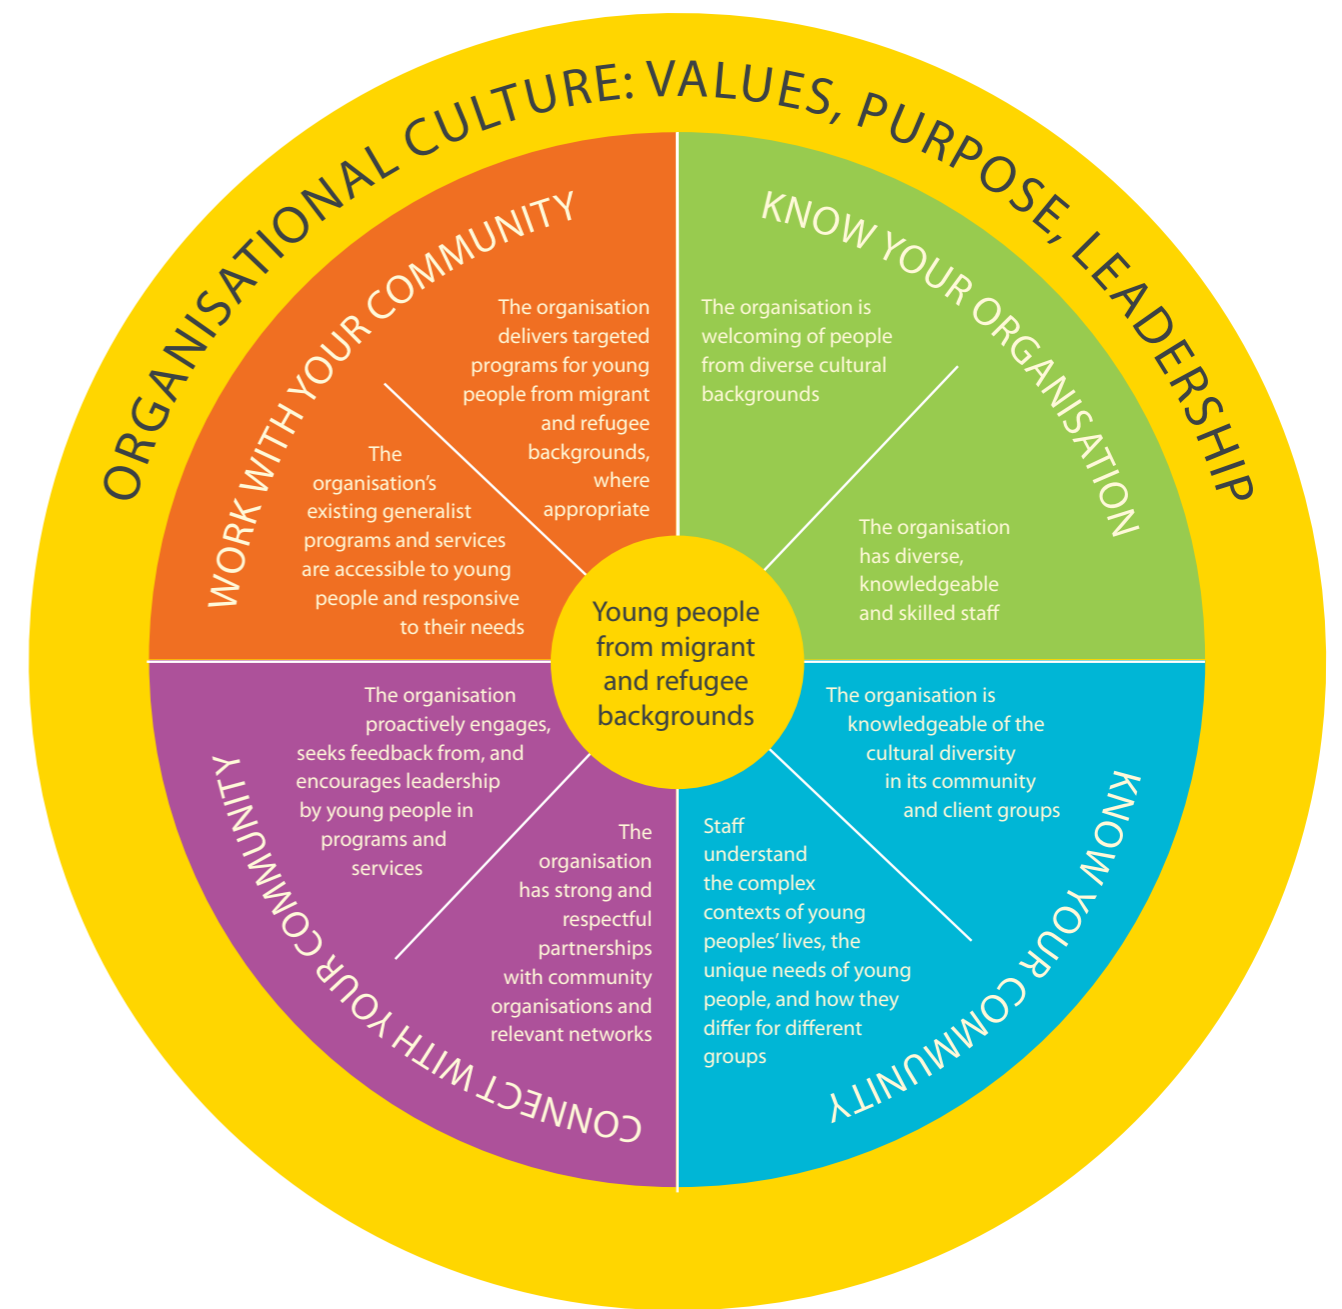 ORGANISATIONAL CULTURE: VALUES, PURPOSE, LEADERSHIP
WORK WITH YOUR COMMUNITY
The organisation
delivers targeted
programs for young
people from migrant
and refugee
backgrounds,
where
appropriate
The
organisation’s
existing generalist
programs and services
are accessible to young
people and responsive
to their needs
KNOW YOUR ORGANISATION
The organisation is
welcoming of people
from diverse cultural
backgrounds
The organisation
has diverse,
knowledgeable
and skilled staff
Young people
from migrant
and refugee
backgrounds
KNOW YOUR COMMUNITY
The organisation is
knowledgeable of the
cultural diversity
in its community
and client groups
Staff
understand
the complex
contexts of young
peoples’ lives, the
unique needs of young
people, and how they
differ for different
groups
CONNECT WITH YOUR COMMUNITY
The organisation
proactively engages,
seeks feedback from, and
encourages leadership
by young people in
programs and
services
The
organisation
has strong and
respectful
partnerships
with community
organisations and
relevant networks